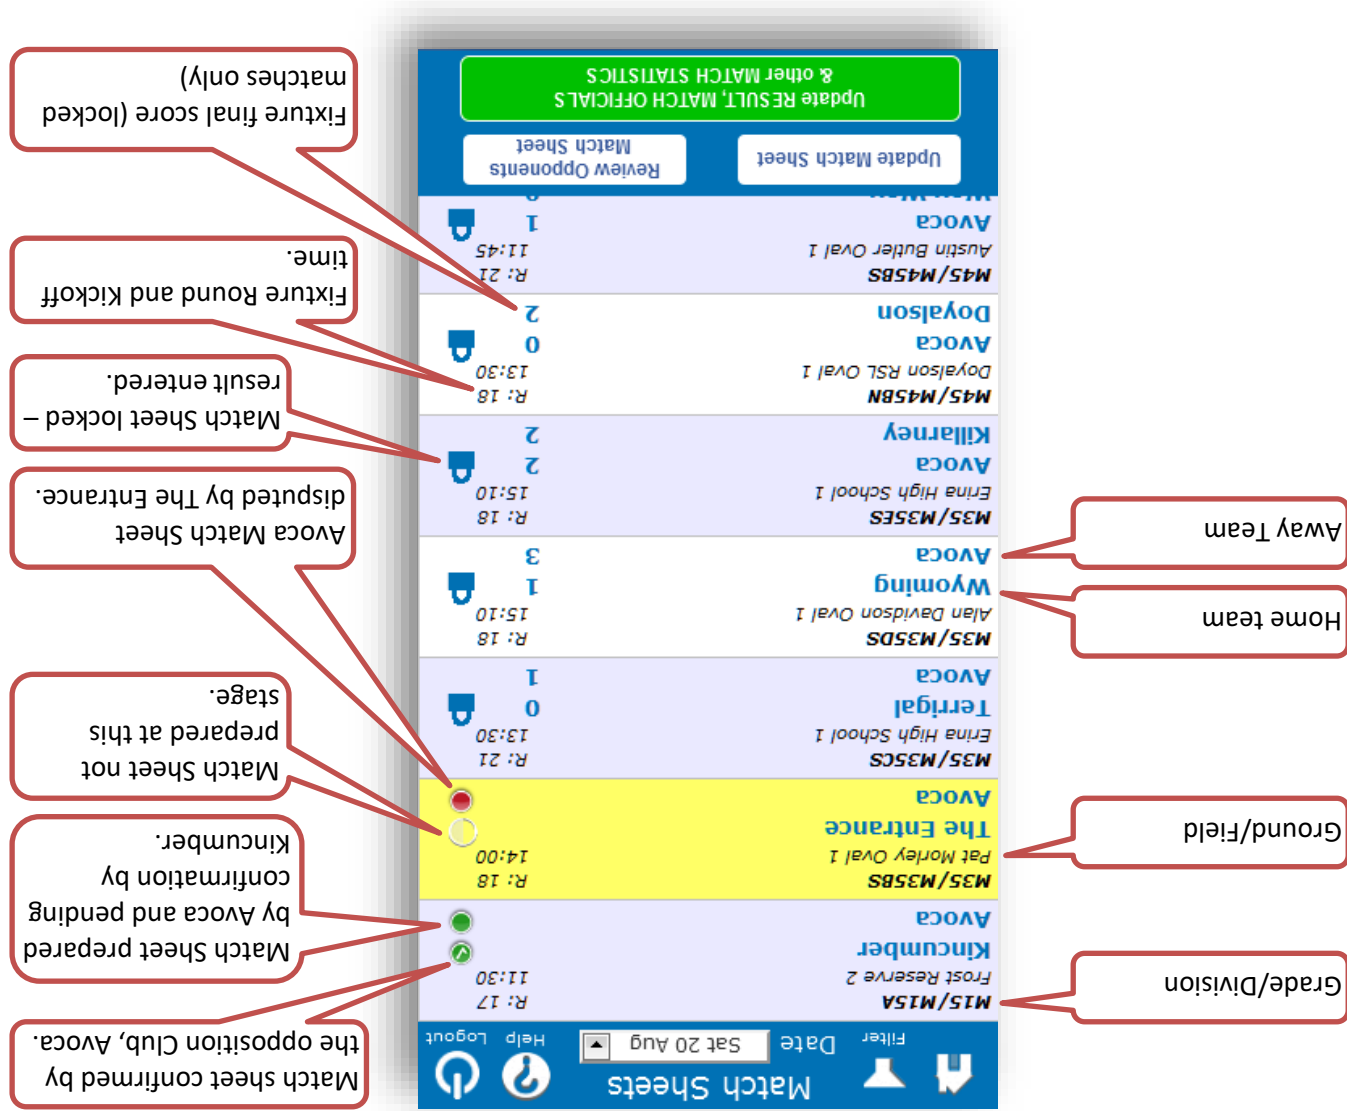 Match Sheets
Filter
Date
Sat 20 Aug
Help
Logout
M15/M15A
R: 17
Frost Reserve 2
11:30
Kincumber
Avoca
M35/M35BS
R: 18
Pat Morley Oval 1
14:00
The Entrance
Avoca
M35/M35CS
R: 21
Erina High School 1
13:30
Terrigal
0
Avoca
1
M35/M35DS
R: 18
Alan Davidson Oval 1
15:10
Wyoming
1
Avoca
3
M35/M35ES
R: 18
Erina High School 1
15:10
Avoca
2
Killarney
2
M45/M45BN
R: 18
Doyalson RSL Oval 1
13:30
Avoca
0
Doyalson
2
M45/M45BS
R: 21
Austin Butler Oval 1
11:45
Avoca
1
Update Match Sheet
Review Opponents
Match Sheet
Update RESULT, MATCH OFFICIALS
& other MATCH STATISTICS
Grade/Division
Ground/Field
Home team
Away Team
Match sheet confirmed by
the opposition Club, Avoca.
Match Sheet prepared
by Avoca and pending
confirmation by
Kincumber.
Match Sheet not
prepared at this
stage.
Avoca Match Sheet
disputed by The Entrance.
Match Sheet locked –
result entered.
Fixture Round and Kickoff
time.
Fixture final score (locked
matches only)